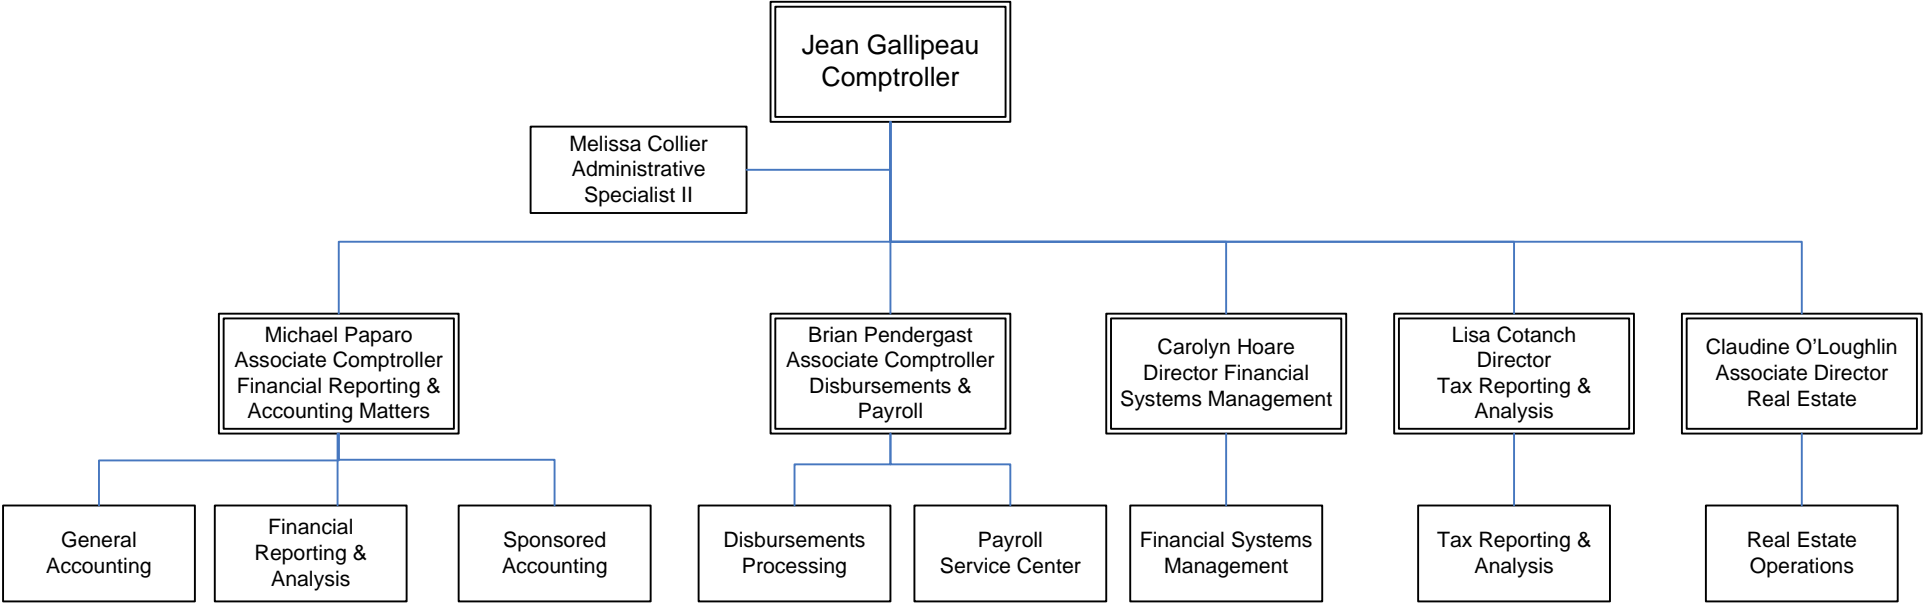 Jean Gallipeau
Comptroller
Melissa Collier
Administrative
Specialist II
Michael Paparo
Associate Comptroller
Financial Reporting &
Accounting Matters
Brian Pendergast
Associate Comptroller
Disbursements &
Payroll
Carolyn Hoare
Director Financial
Systems Management
Lisa Cotanch
Director
Tax Reporting &
Analysis
Claudine O’Loughlin
Associate Director
Real Estate
General
Accounting
Financial
Reporting &
Analysis
Sponsored
Accounting
Disbursements
Processing
Payroll
Service Center
Financial Systems
Management
Tax Reporting &
Analysis
Real Estate
Operations